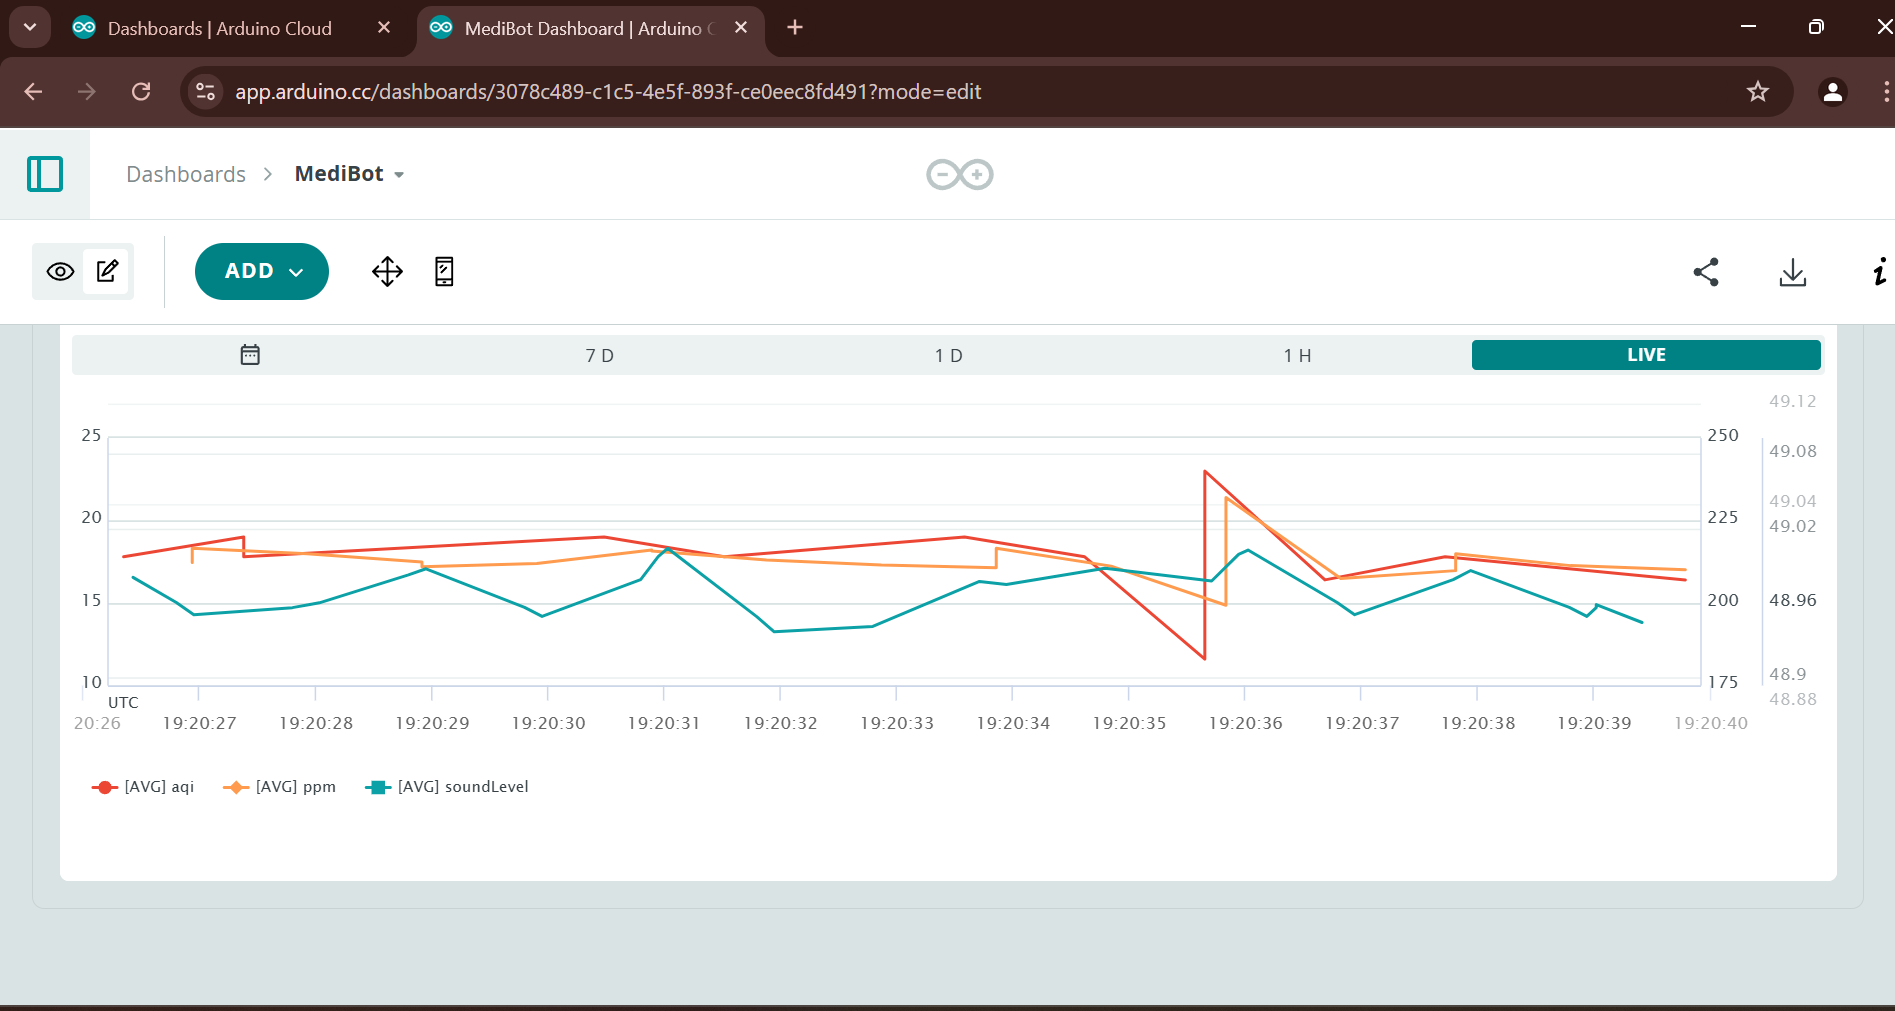 Dashboards | Arduino Cloud
MediBot Dashboard | Arduino C
app.arduino.cc/dashboards/3078c489-c1c5-4e5f-893f-ce0eec8fd491?mode=edit
Dashboards > MediBot
ADD
7 D 1 D 1 H LIVE
49.12
25 250
49.08
49.04
20 225
49.02
15 200 48.96
48.9
10 175
48.88
UTC
20:26 19:20:27 19:20:28 19:20:29 19:20:30 19:20:31 19:20:32 19:20:33 19:20:34 19:20:35 19:20:36 19:20:37 19:20:38 19:20:39 19:20:40
[AVG] aqi [AVG] ppm [AVG] soundLevel